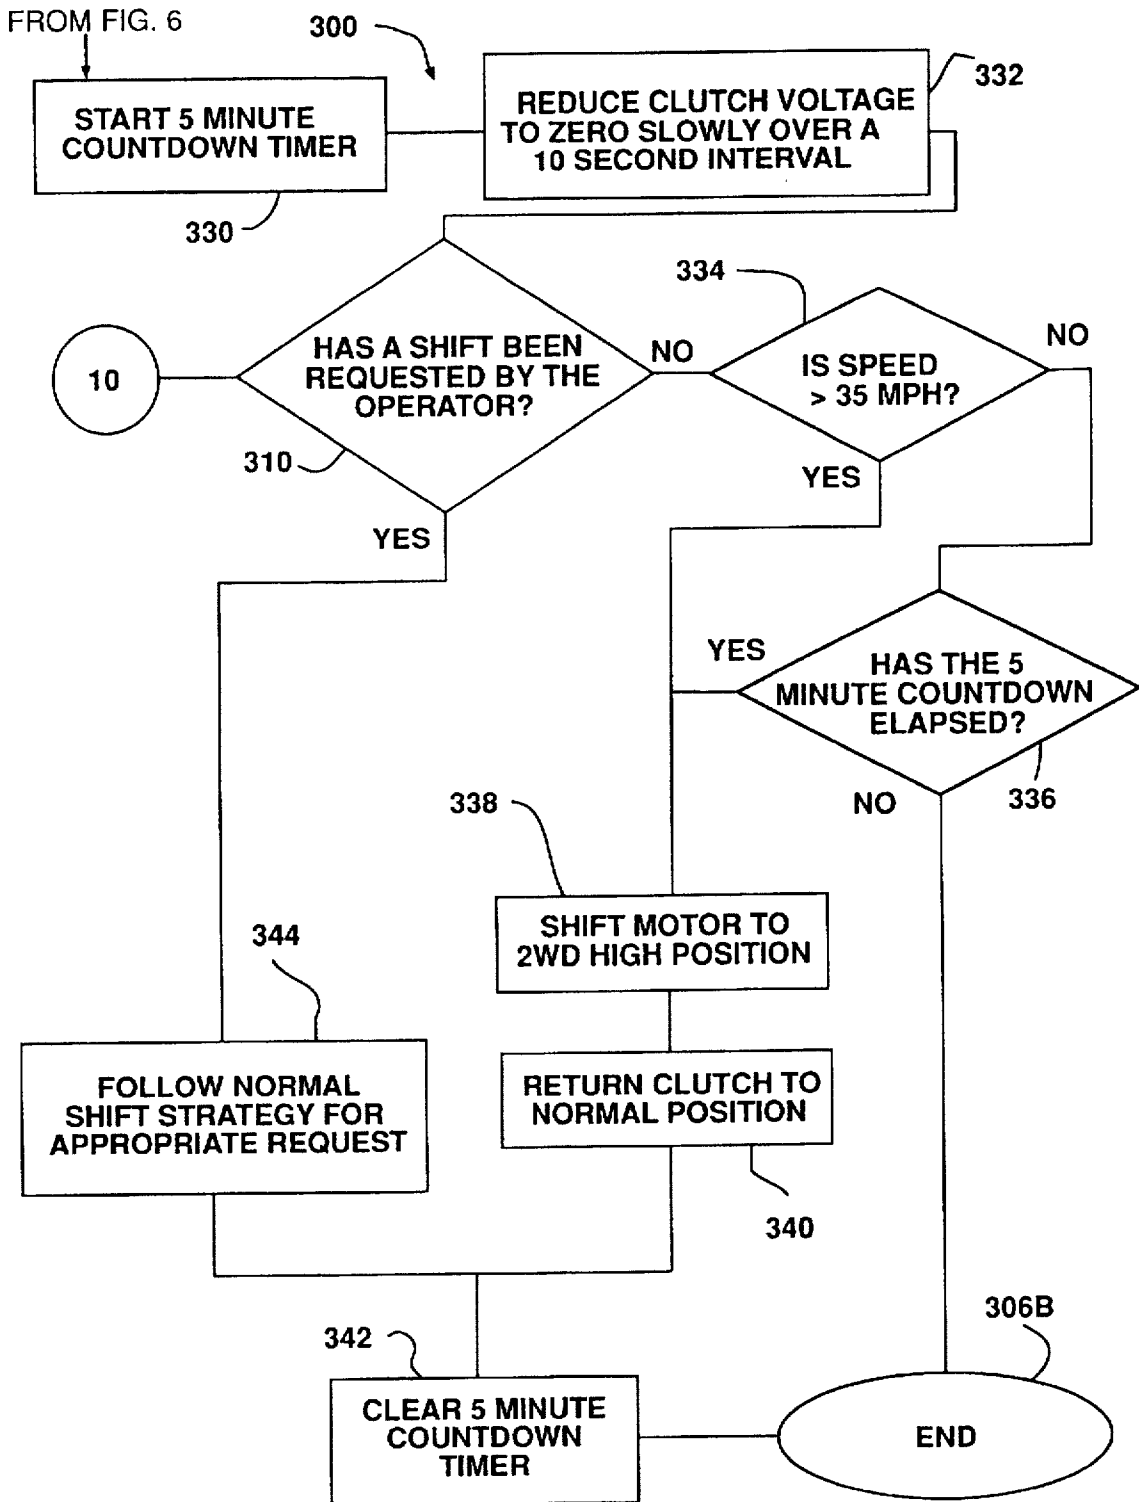 FROM FIG. 6
300
332
START 5 MINUTE
COUNTDOWN TIMER
REDUCE CLUTCH VOLTAGE
TO ZERO SLOWLY OVER A
10 SECOND INTERVAL
330
334
10
HAS A SHIFT BEEN
REQUESTED BY THE
OPERATOR?
NO
IS SPEED
> 35 MPH?
NO
310
YES
YES
YES
HAS THE 5
MINUTE COUNTDOWN
ELAPSED?
336
NO
338
SHIFT MOTOR TO
2WD HIGH POSITION
344
FOLLOW NORMAL
SHIFT STRATEGY FOR
APPROPRIATE REQUEST
RETURN CLUTCH TO
NORMAL POSITION
340
342
306B
CLEAR 5 MINUTE
COUNTDOWN
TIMER
END